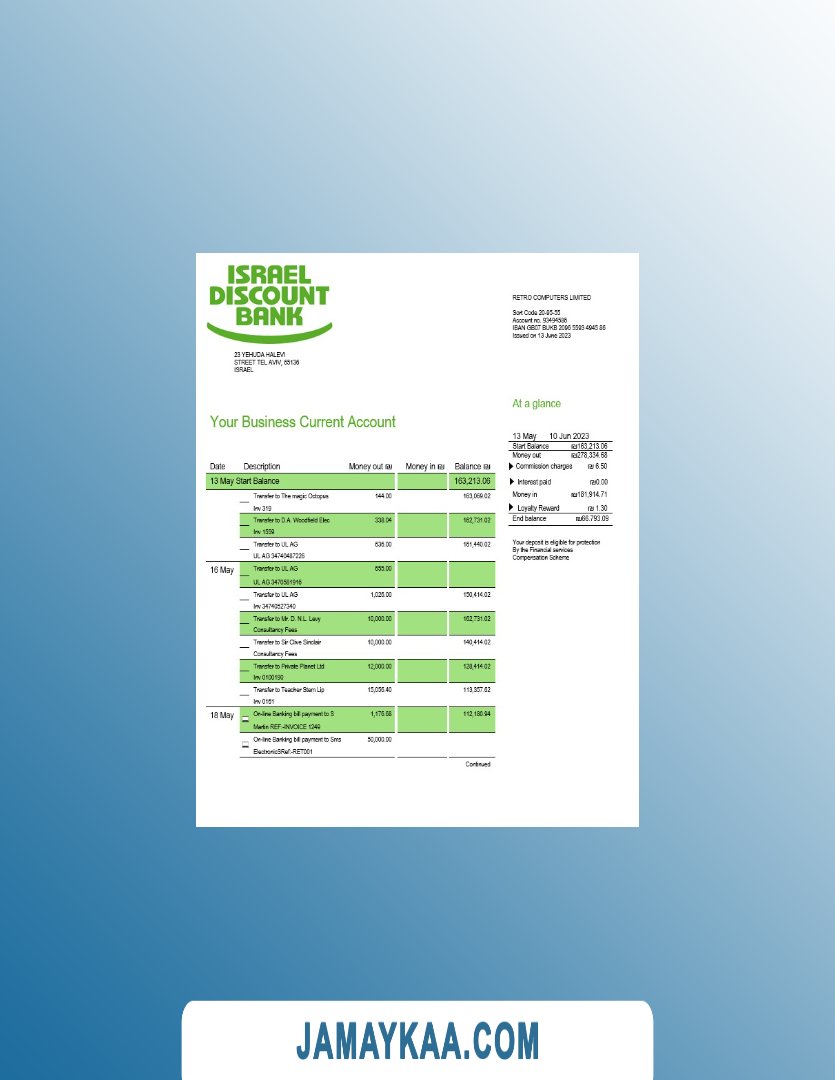 ISRAEL
DISCOUNT
BANK
23 YEHUDA HALEVI
STREET TEL AVIV, 65136
ISRAEL
RETRO COMPUTERS LIMITED
Sort Code 20-95-55
Account no. 93494586
IBAN GB07 BUKB 2096 5593 4945 86
Issued on 13 June 2023
At a glance
Your Business Current Account
13 May 10 Jun 2023
Start Balance ₪163,213.06
Money out ₪278,334.68
Commission charges ₪ 6.50
Interest paid ₪0.00
Money in ₪181,914.71
Loyalty Reward ₪ 1.30
End balance ₪66.793.09
Your deposit is eligible for protection
By the Financial services
Compensation Scheme
Date Description Money out ₪ Money in ₪ Balance ₪
13 May Start Balance 163,213.06
Transfer to The magic Octopus 144.00 163,069.02
Inv 319
Transfer to D.A. Woodfield Elec 338.04 162,731.02
Inv 1559
Transfer to UL AG 636.00 161,440.02
UL AG 34740487226
16 May Transfer to UL AG 655.00
UL AG 3470591916
Transfer to UL AG 1,026.00 150,414.02
Inv 34740527340
Transfer to Mr. D. N.L. Levy 10,000.00 162,731.02
Consultancy Fees
Transfer to Sir Clive Sinclair 10,000.00 140,414.02
Consultancy Fees
Transfer to Private Planet Ltd 12,000.00 128,414.02
Inv 0100190
Transfer to Teacher Stern Lip 15,056.40 113,357.62
Inv 0161
18 May On-line Banking bill payment to S 1,176.68 112,180.94
Martin REF:-INVOICE 1249
On-line Banking bill payment to Sms 50,000.00
ElectronicSRef:-RET001
Continued
JAMAYKAA.COM